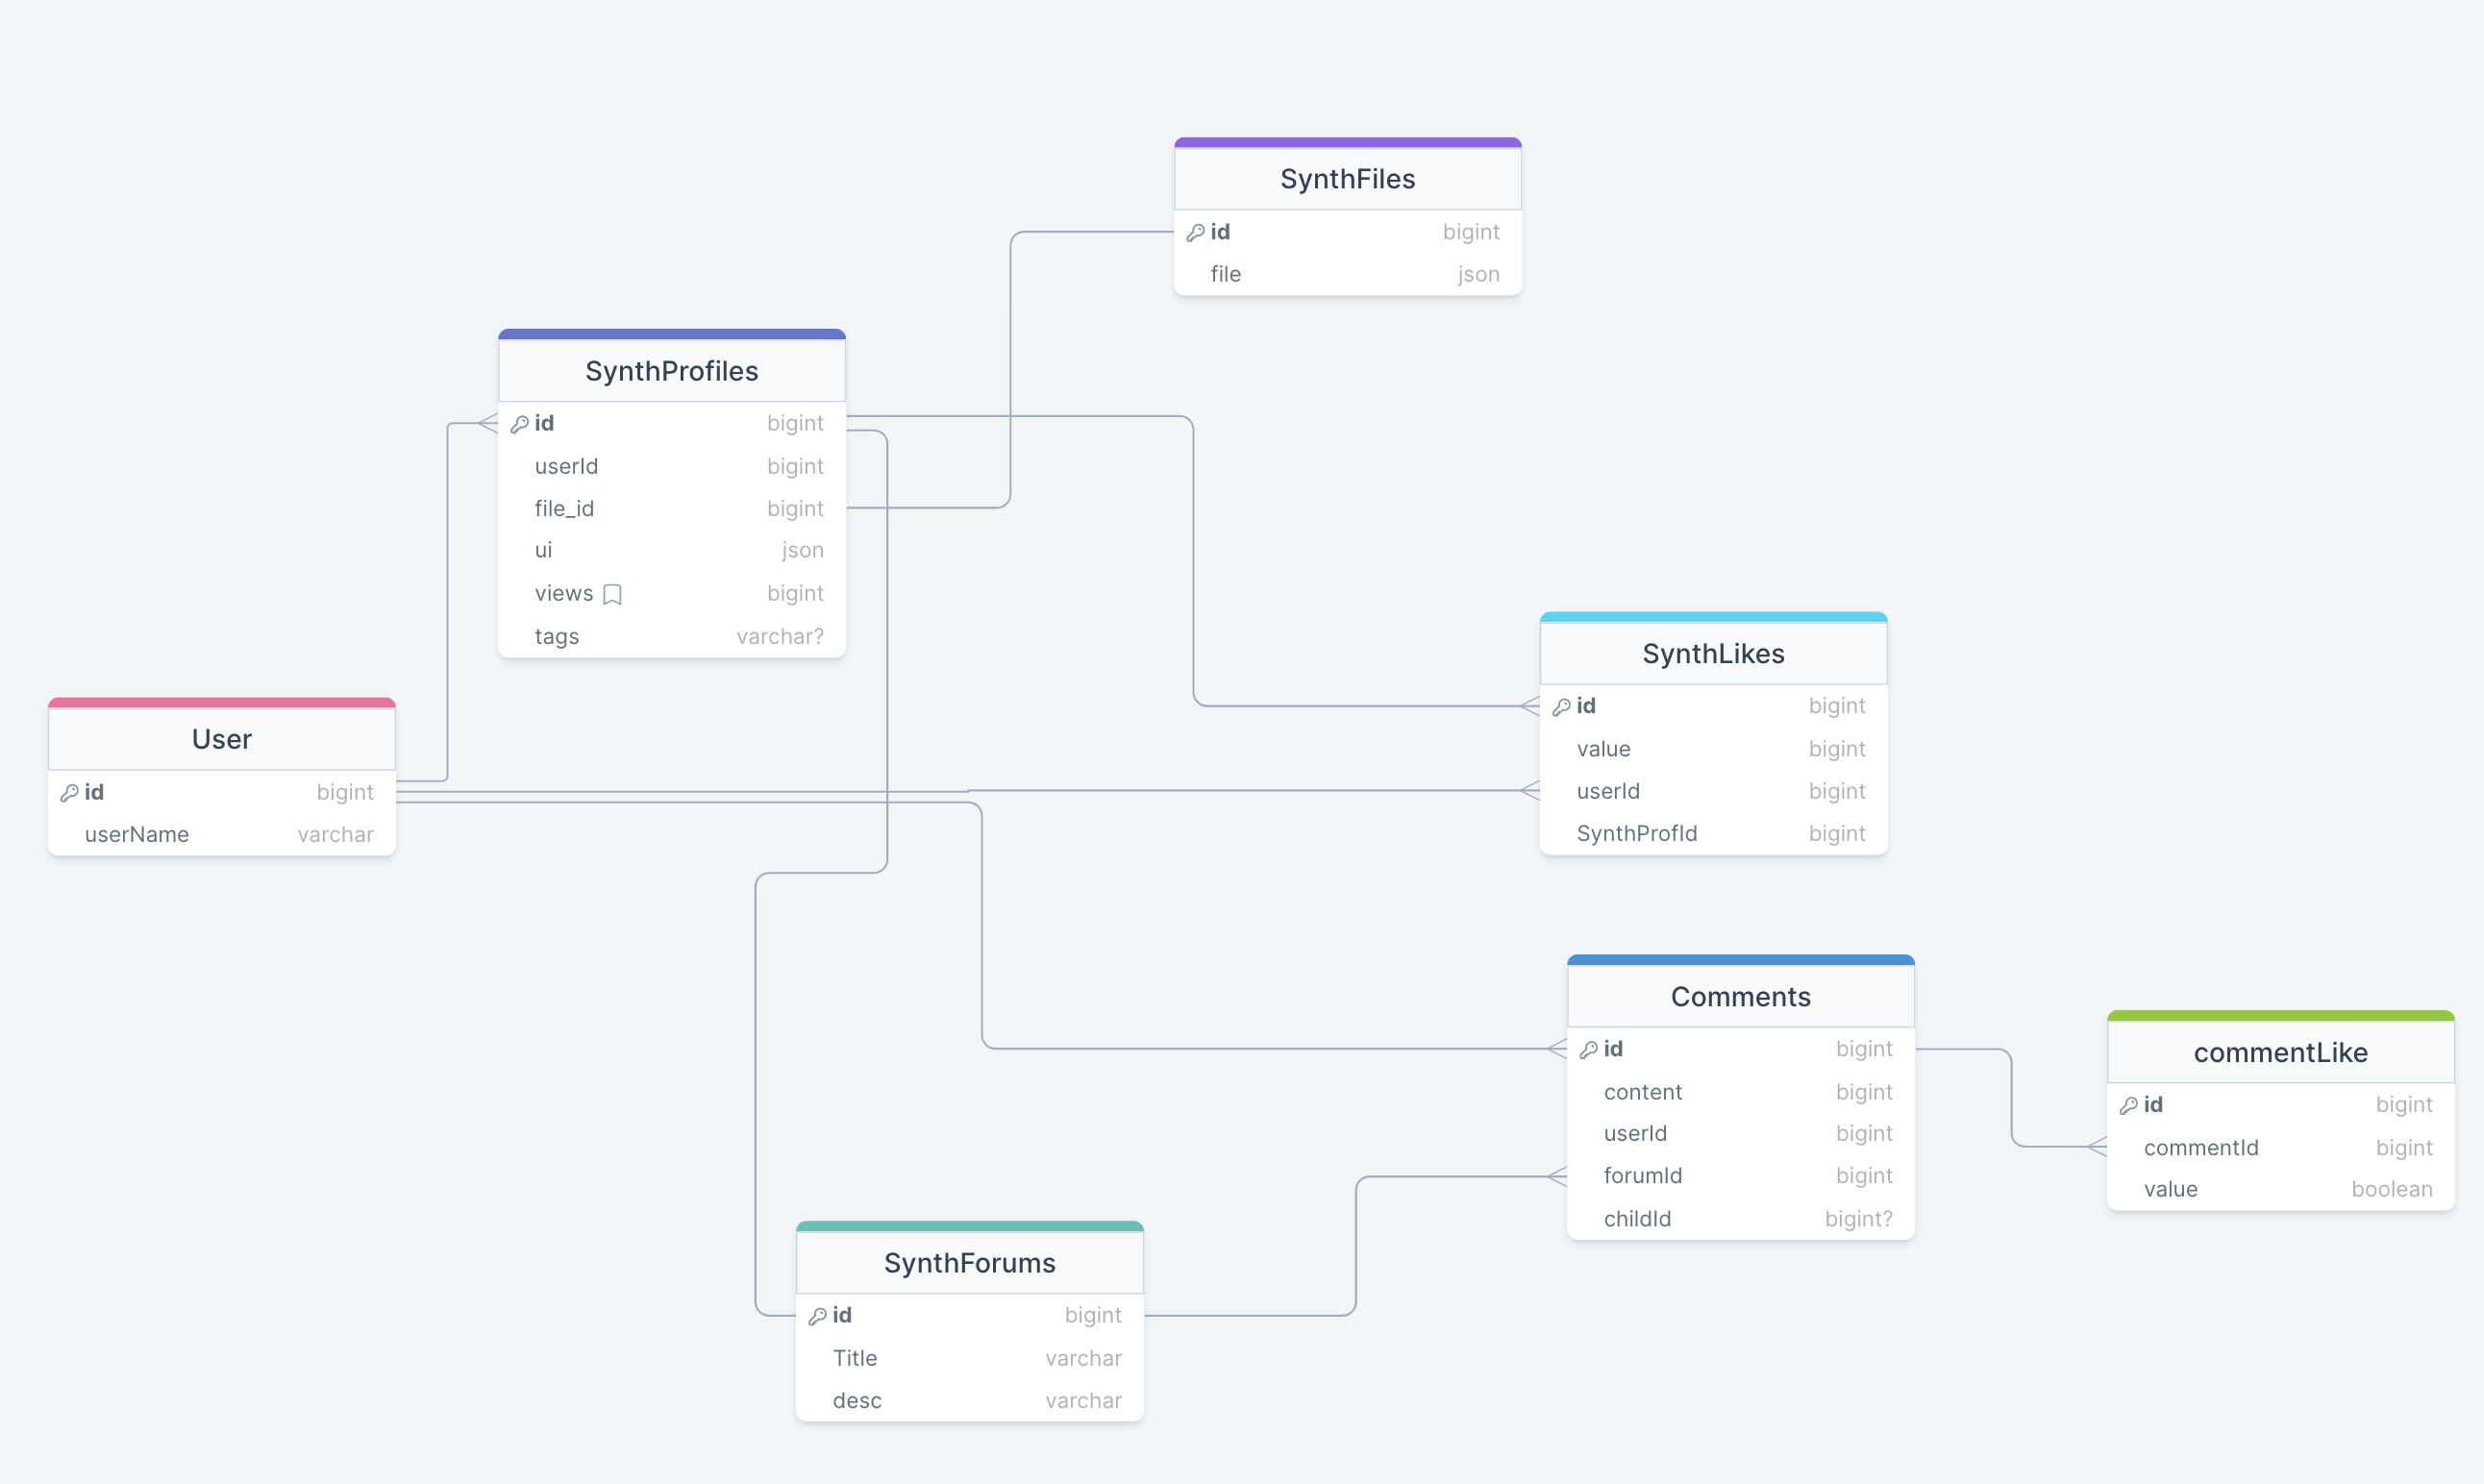 SynthFiles
id bigint
file json
SynthProfiles
id bigint
userId bigint
file_id bigint
ui json
views bigint
tags varchar?
User
id bigint
userName varchar
SynthLikes
id bigint
value bigint
userId bigint
SynthProfId bigint
Comments
id bigint
content bigint
userId bigint
forumId bigint
childId bigint?
commentLike
id bigint
commentId bigint
value boolean
SynthForums
id bigint
Title varchar
desc varchar